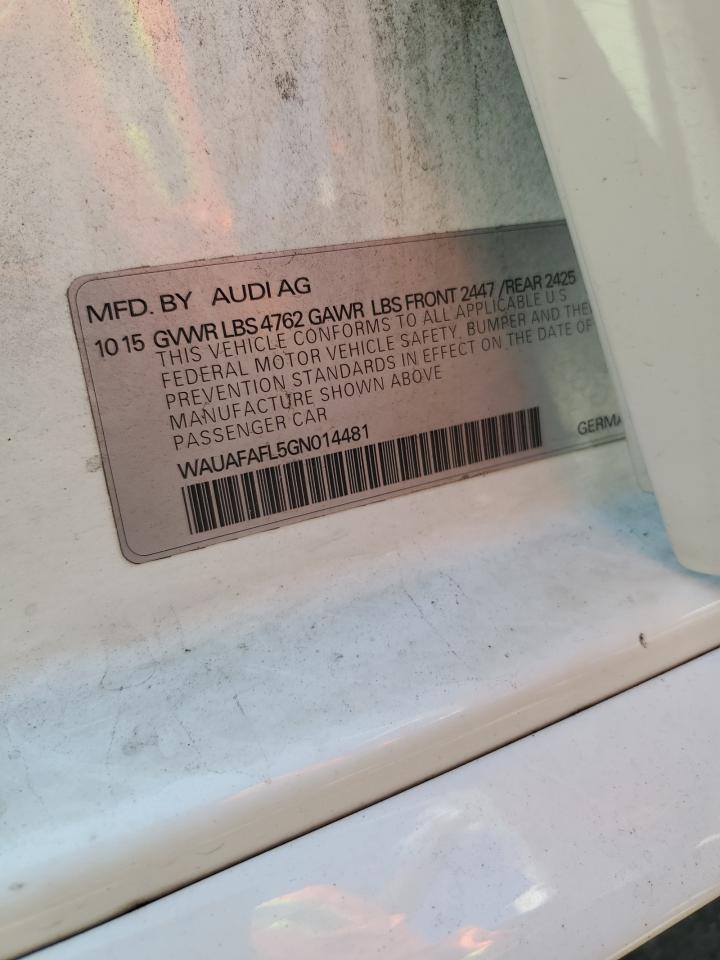 MFD. BY AUDI AG
10 15 GVWR LBS 4762 GAWR LBS FRONT 2447 /REAR 2425
THIS VEHICLE CONFORMS TO ALL APPLICABLE U.S
FEDERAL MOTOR VEHICLE SAFETY, BUMPER AND
PREVENTION STANDARDS IN EFFECT ON THE DATE OF
MANUFACTURE SHOWN ABOVE
PASSENGER CAR
WAUAFAFL5GN014481